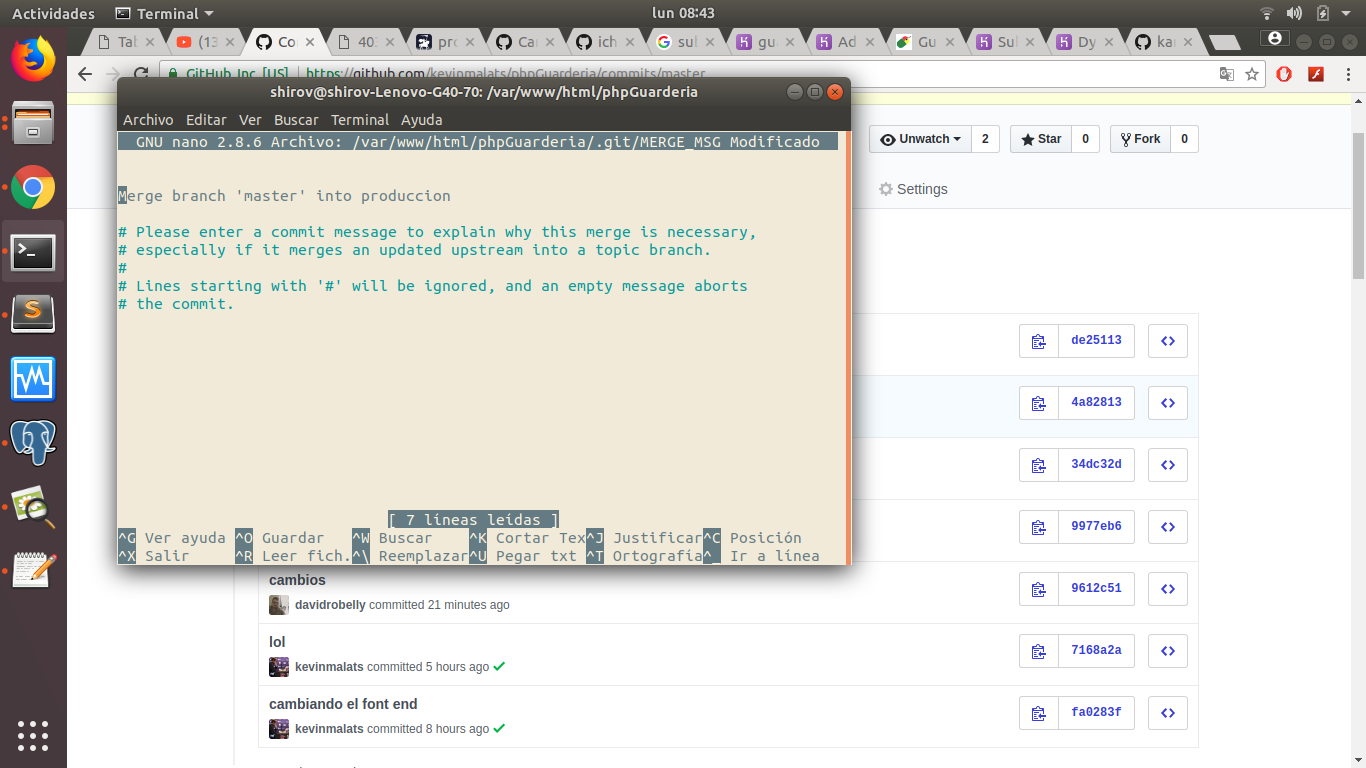 Actividades Terminal lun 08:43
Tab (13 Co 403 pro Ca ich sul gu Ad Gu Sul Dy ka
GitHub, Inc. [US] https://github.com/kevinmalats/phpGuarderia/commits/master
shirov@shirov-Lenovo-G40-70: /var/www/html/phpGuarderia
Archivo Editar Ver Buscar Terminal Ayuda
GNU nano 2.8.6 Archivo: /var/www/html/phpGuarderia/.git/MERGE_MSG Modificado
Unwatch 2 Star 0 Fork 0
Settings
Merge branch 'master' into produccion
# Please enter a commit message to explain why this merge is necessary,
# especially if it merges an updated upstream into a topic branch.
#
# Lines starting with '#' will be ignored, and an empty message aborts
# the commit.
de25113
4a82813
34dc32d
9977eb6
[ 7 líneas leídas ]
^G Ver ayuda ^O Guardar ^W Buscar ^K Cortar Tex ^J Justificar ^C Posición
^X Salir ^R Leer fich. ^\ Reemplazar ^U Pegar txt ^T Ortografía ^_ Ir a línea
cambios
davidrobelly committed 21 minutes ago
9612c51
lol
kevinmalats committed 5 hours ago
7168a2a
cambiando el font end
kevinmalats committed 8 hours ago
fa0283f